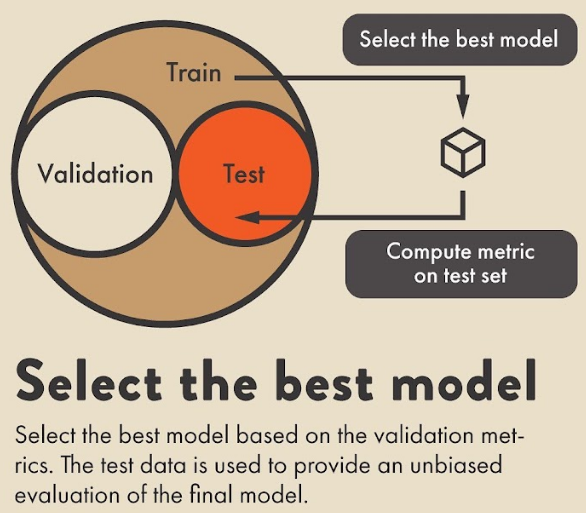 Select the best model
Train
Validation
Test
Compute metric
on test set
Select the best model
Select the best model based on the validation met-
rics. The test data is used to provide an unbiased
evaluation of the final model.